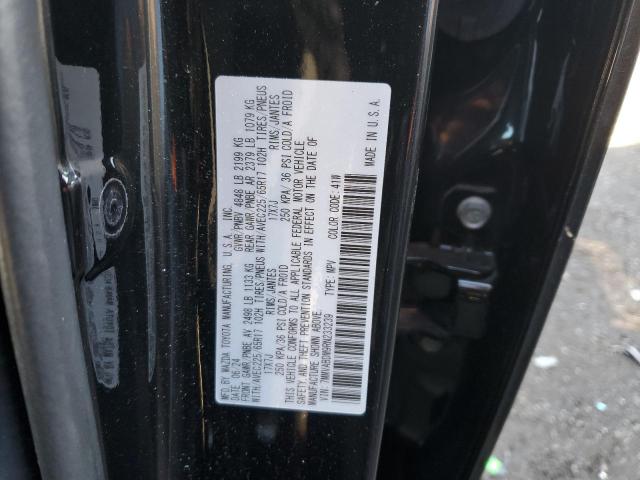 MFD.BY MAZDA TOYOTA MANUFACTURING, U.S.A., INC.
DATE: 06/24 GVWR/PNBV 4848 LB 2199 KG
FRONT GAWR/PNBE AV 2498 LB 1133 KG REAR GAWR/PNBE AR 2379 LB 1079 KG
WITH/AVEC225/65R17 102H TIRES/PNEUS WITH/AVEC225/65R17 102H TIRES/PNEUS
17X7J RIMS/JANTES 17X7J RIMS/JANTES
250 KPA/36 PSI COLD/A FROID 250 KPA/ 36 PSI COLD/A FROID
THIS VEHICLE CONFORMS TO ALL APPLICABLE FEDERAL MOTOR VEHICLE
SAFETY AND THEFT PREVENTION STANDARDS IN EFFECT ON THE DATE OF
MANUFACTURE SHOWN ABOVE.
VIN: 7MMVABDM9RN233239 TYPE: MPV COLOR CODE:41W MADE IN U.S.A.